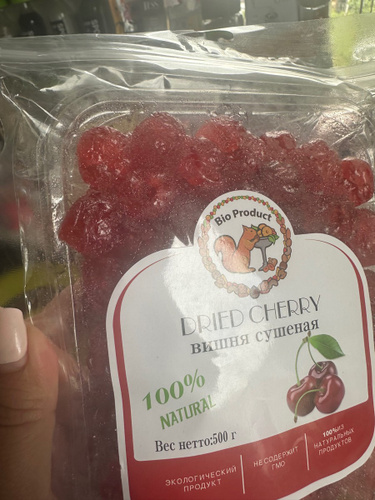 Bio Product
DRIED CHERRY
вишня сушеная
100%
NATURAL
Вес нетто:500 г
ЭКОЛОГИЧЕСКИЙ
ПРОДУКТ
НЕ СОДЕРЖИТ
ГМО
100% ИЗ
НАТУРАЛЬНЫХ
ПРОДУКТОВ